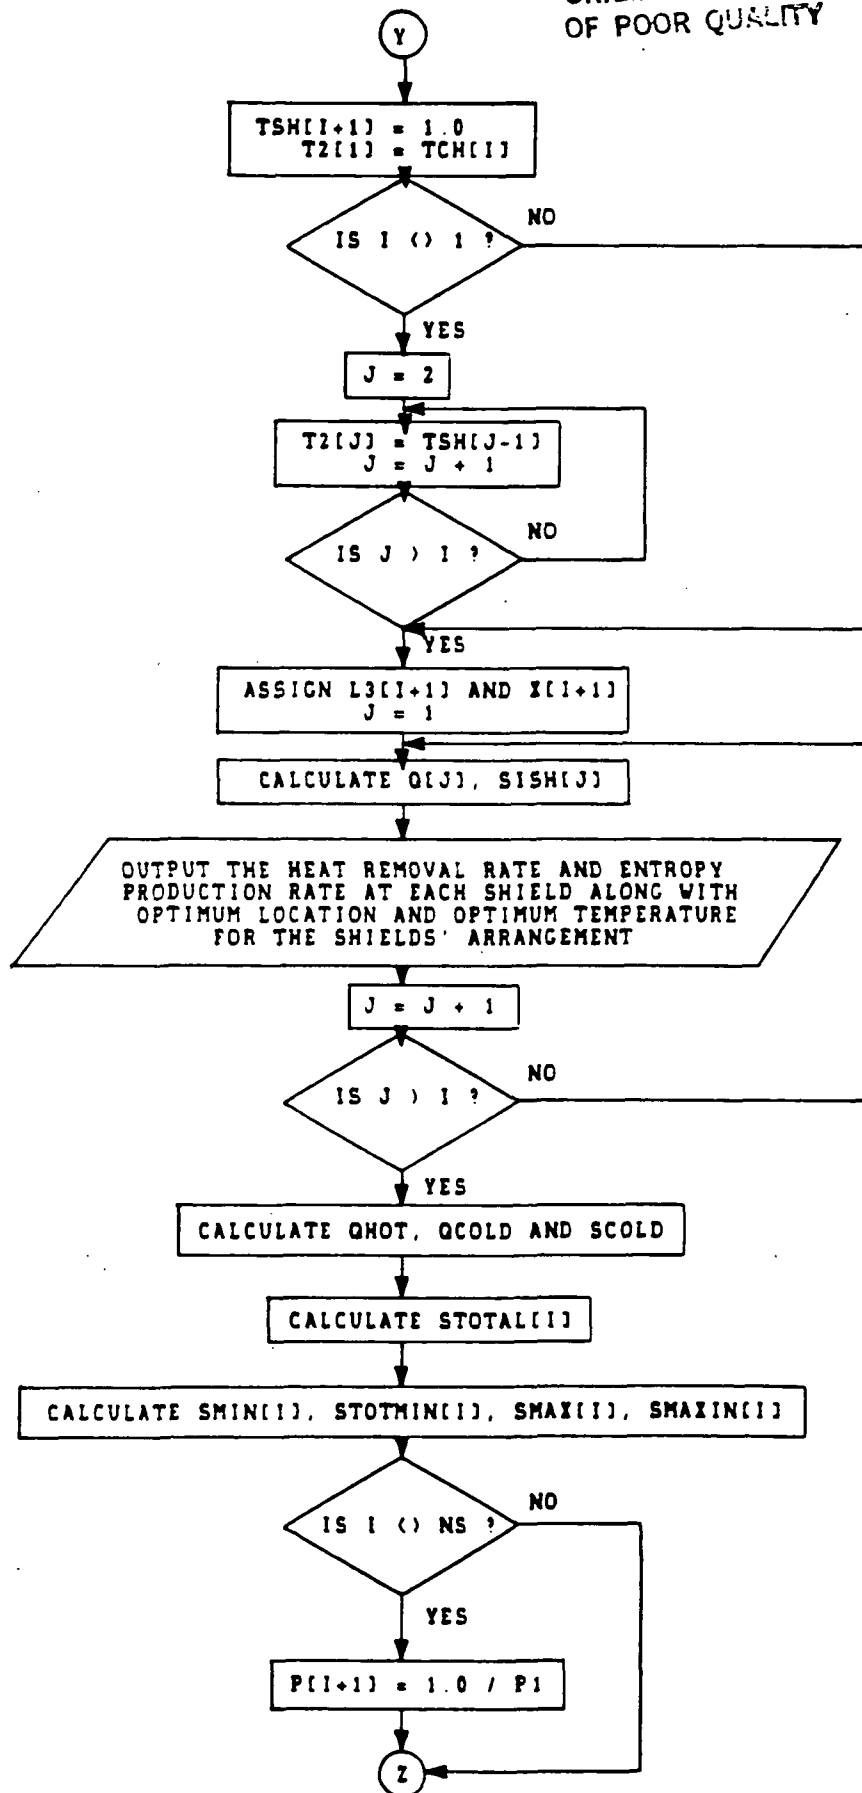 OF POOR QUALITY
Y
TSH[I+1] = 1.0
T2[1] = TCH[I]
NO
IS I <> 1 ?
YES
J = 2
T2[J] = TSH[J-1]
J = J + 1
NO
IS J > I ?
YES
ASSIGN L3[I+1] AND X[I+1]
J = 1
CALCULATE Q[J], SISH[J]
OUTPUT THE HEAT REMOVAL RATE AND ENTROPY
PRODUCTION RATE AT EACH SHIELD ALONG WITH
OPTIMUM LOCATION AND OPTIMUM TEMPERATURE
FOR THE SHIELDS' ARRANGEMENT
J = J + 1
NO
IS J > I ?
YES
CALCULATE QHOT, QCOLD AND SCOLD
CALCULATE STOTAL[I]
CALCULATE SMIN[I], STOTMIN[I], SMAX[I], SMAXIN[I]
NO
IS I <> NS ?
YES
P[I+1] = 1.0 / P1
Z